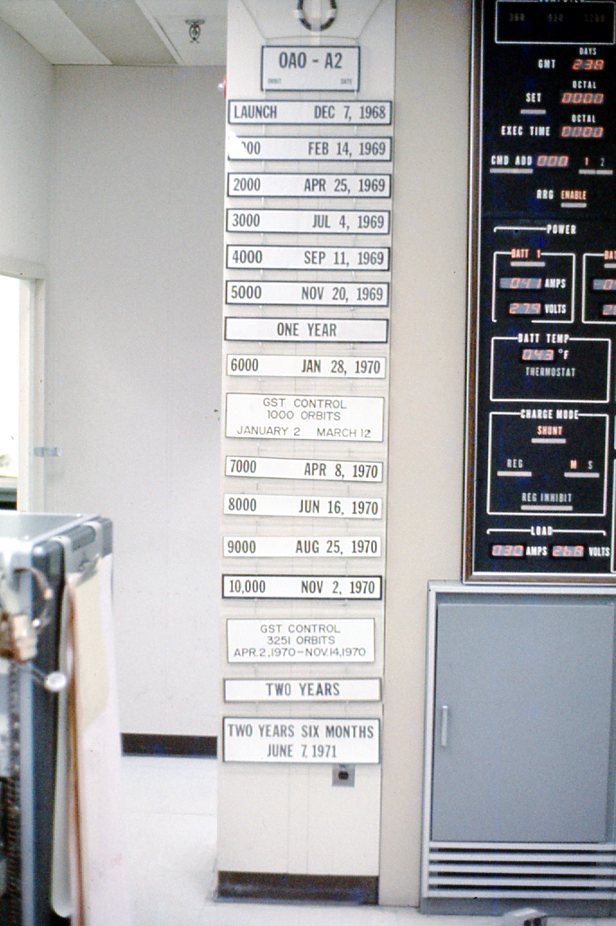 OAO - A2
ORBIT DATE
LAUNCH DEC 7, 1968
FEB 14, 1969
2000 APR 25, 1969
3000 JUL 4, 1969
4000 SEP 11, 1969
5000 NOV 20, 1969
ONE YEAR
6000 JAN 28, 1970
GST CONTROL
1000 ORBITS
JANUARY 2 MARCH 12
7000 APR 8, 1970
8000 JUN 16, 1970
9000 AUG 25, 1970
10,000 NOV 2, 1970
GST CONTROL
3251 ORBITS
APR.2,1970-NOV.14,1970
TWO YEARS
TWO YEARS SIX MONTHS
JUNE 7, 1971
DAYS
GMT
OCTAL
SET 0000
OCTAL
EXEC TIME 0000
CMD ADD 000 1 2
RRG ENABLE
POWER
BATT 1
AMPS
VOLTS
BATT TEMP
043 °F
THERMOSTAT
CHARGE MODE
SHUNT
REG M S
REG INHIBIT
LOAD
030 AMPS VOLTS